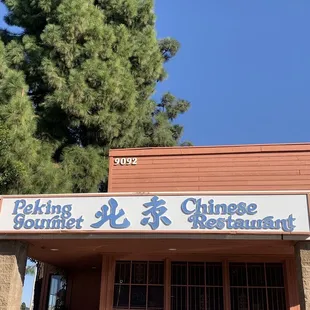 9092
Peking 北京 Chinese
Gourmet Restaurant